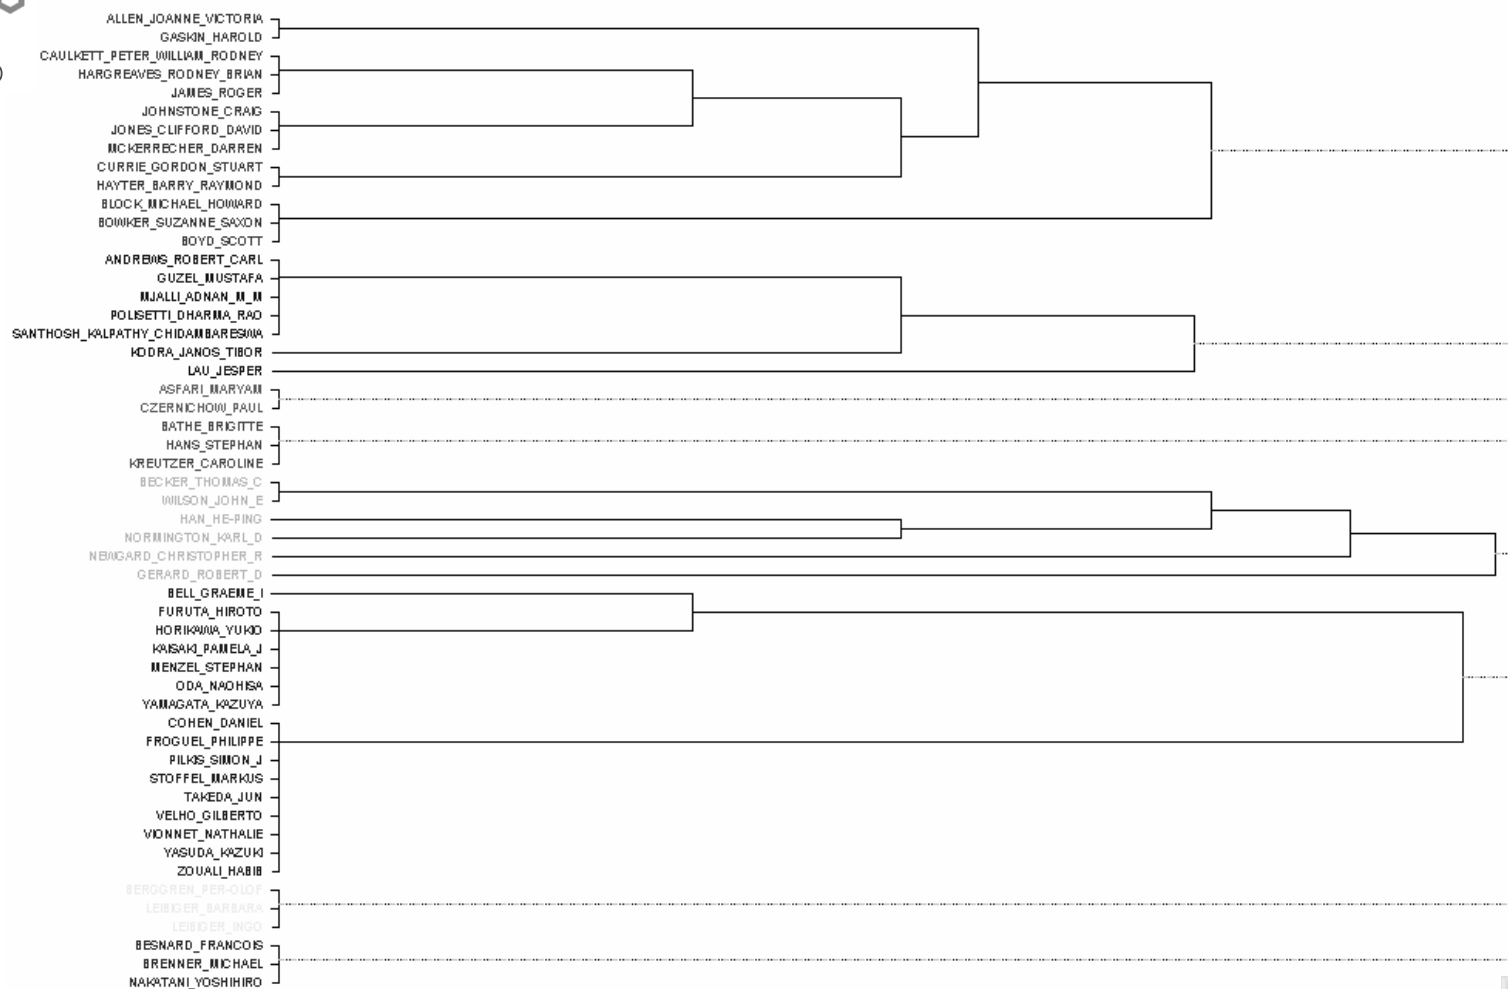 ALLEN_JOANNE_VICTORIA
GASKIN_HAROLD
CAULKETT_PETER_WILLIAM_RODNEY
)
HARGREAVES_RODNEY_BRIAN
JAMES_ROGER
JOHNSTONE_CRAIG
JONES_CLIFFORD_DAVID
MCKERRECHER_DARREN
CURRIE_GORDON_STUART
HAYTER_BARRY_RAYMOND
BLOCK_MICHAEL_HOWARD
BOWKER_SUZANNE_SAXON
BOYD_SCOTT
ANDREWS_ROBERT_CARL
GUZEL_MUSTAFA
MJALLI_ADNAN_M_M
POLISETTI_DHARMA_RAO
SANTHOSH_KALPATHY_CHIDAMBARESWA
KODRA_JANOS_TIBOR
LAU_JESPER
ASFARI_MARYAM
CZERNICHOW_PAUL
BATHE_BRIGITTE
HANS_STEPHAN
KREUTZER_CAROLINE
BECKER_THOMAS_C
WILSON_JOHN_E
HAN_HE-PING
NORMINGTON_KARL_D
NEWGARD_CHRISTOPHER_R
GERARD_ROBERT_D
BELL_GRAEME_I
FURUTA_HIROTO
HORIKAWA_YUKIO
KAISAKI_PAMELA_J
MENZEL_STEPHAN
ODA_NAOHISA
YAMAGATA_KAZUYA
COHEN_DANIEL
FROGUEL_PHILIPPE
PILKIS_SIMON_J
STOFFEL_MARKUS
TAKEDA_JUN
VELHO_GILBERTO
VIONNET_NATHALIE
YASUDA_KAZUKI
ZOUALI_HABIB
BERGGREN_PER-OLOF
LEIBIGER_BARBARA
LEIBIGER_INGO
BESNARD_FRANCOIS
BRENNER_MICHAEL
NAKATANI_YOSHIHIRO